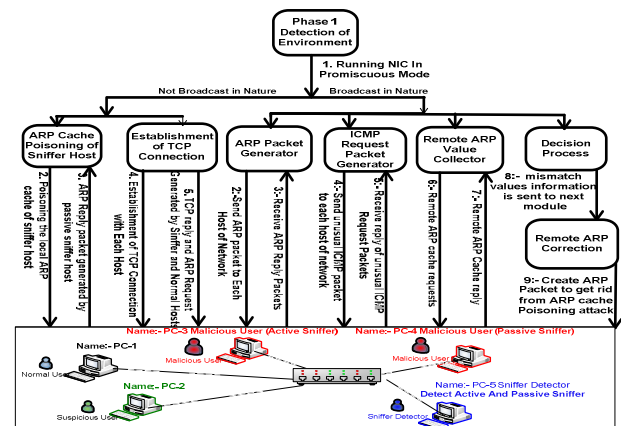 Phase 1
Detection of
Environment
1. Running NIC In
Promiscuous Mode
Not Broadcast in Nature
Broadcast in Nature
ARP Cache
Poisoning of
Sniffer Host
Establishment
of TCP
Connection
ARP Packet
Generator
ICMP
Request
Packet
Generator
Remote ARP
Value
Collector
Decision
Process
2. Poisoning the local ARP
cache of sniffer host
3. ARP Reply packet generated by
passive sniffer host
4. Establishment of TCP Connection
with Each Host
5. TCP reply and ARP Request
Generated by Siniffer and Normal Hosts
2:-Send ARP packet to Each
Host of Network
3:-Receive ARP Reply Packets
4:- Send unusual ICMP packet
to each host of network
5:- Receive reply of unusual ICMP
Request Packets
6:- Remote ARP cache requests
7:- Remote ARP Cache reply
8:- mismatch
values information
is sent to next
module
Remote ARP
Correction
9:- Create ARP
Packet to get rid
from ARP cache
Poisoning attack
Name:- PC-3 Malicious User (Active Sniffer)
Name:- PC-4 Malicious User (Passive Sniffer)
Name:- PC-1
Malicious User
Malicious User
Normal User
Name:- PC-2
Name:- PC-5 Sniffer Detector
Detect Active And Passive Sniffer
Suspicious User
Sniffer Detector